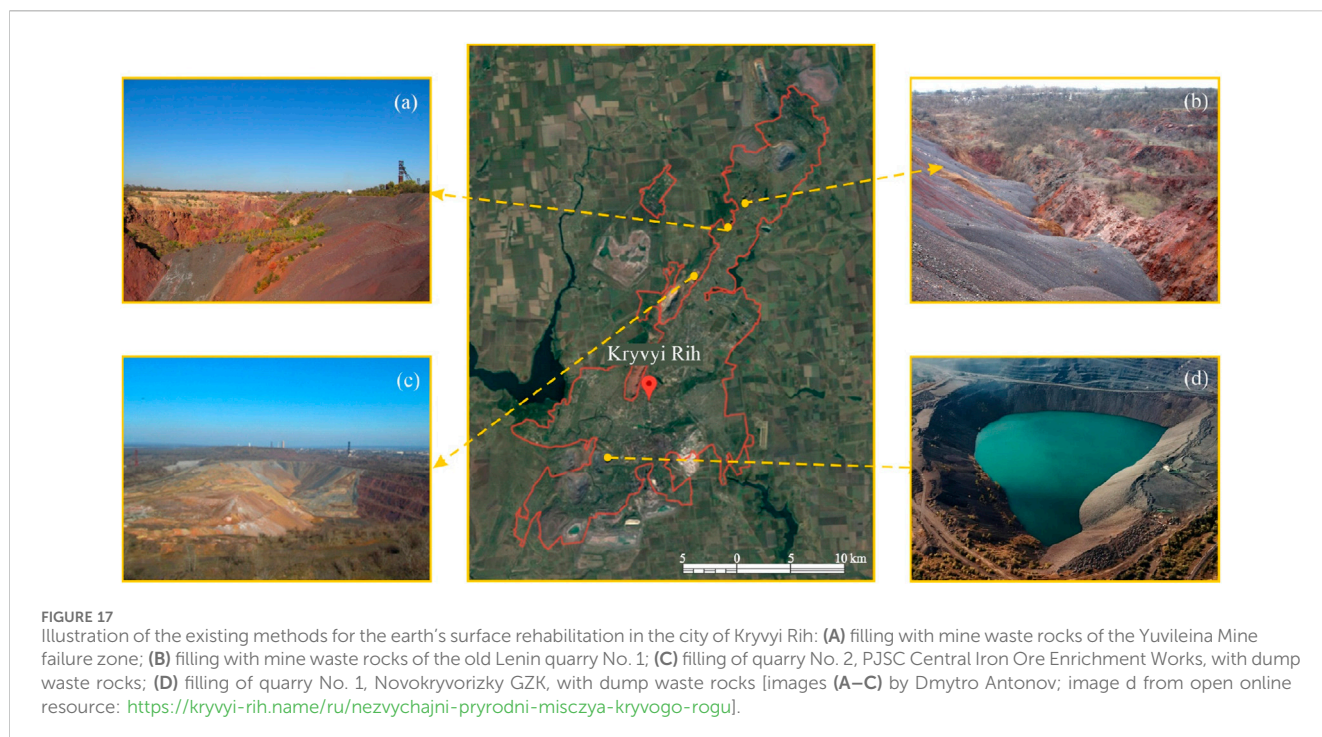 (a)
(b)
Kryvyi Rih
(c)
(d)
5 0 5 10 km
FIGURE 17
Illustration of the existing methods for the earth's surface rehabilitation in the city of Kryvyi Rih: (A) filling with mine waste rocks of the Yuvileina Mine
failure zone; (B) filling with mine waste rocks of the old Lenin quarry No. 1; (C) filling of quarry No. 2, PJSC Central Iron Ore Enrichment Works, with dump
waste rocks; (D) filling of quarry No. 1, Novokryvorizky GZK, with dump waste rocks [images (A–C) by Dmytro Antonov; image d from open online
resource: https://kryvyi-rih.name/ru/nezvychajni-pryrodni-misczya-kryvogo-rogu].